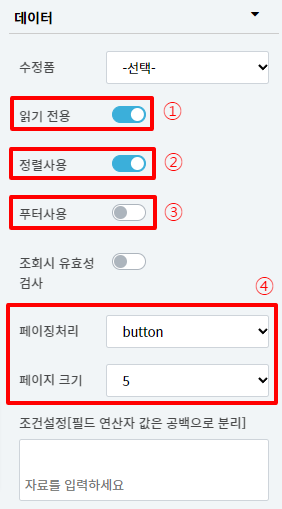 데이터
수정폼 -선택-
읽기 전용 ①
정렬사용 ②
푸터사용 ③
조회시 유효성
검사
④
페이징처리 button
페이지 크기 5
조건설정[필드 연산자 값은 공백으로 분리]
자료를 입력하세요